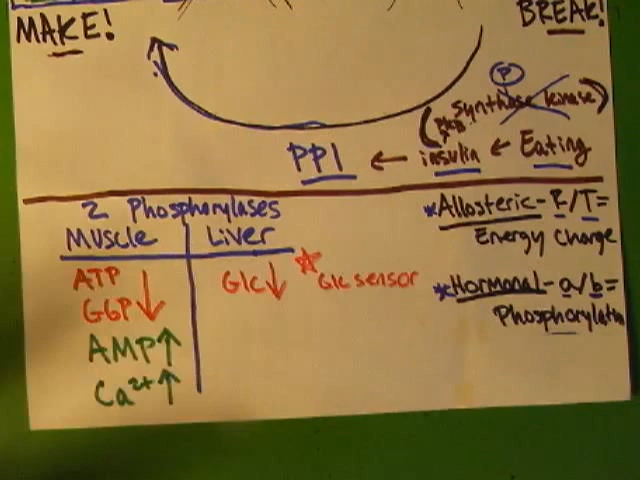 MAKE!
BREAK!
P
synthase kinase
PKB
PP1 ← insulin ← Eating
2 Phosphorylases
Muscle
Liver
ATP
G6P ↓
AMP↑
Ca2+↑
Glc↓
Glc sensor
*Allosteric - R/T=
Energy Charge
*Hormonal - a/b=
Phosphorylation